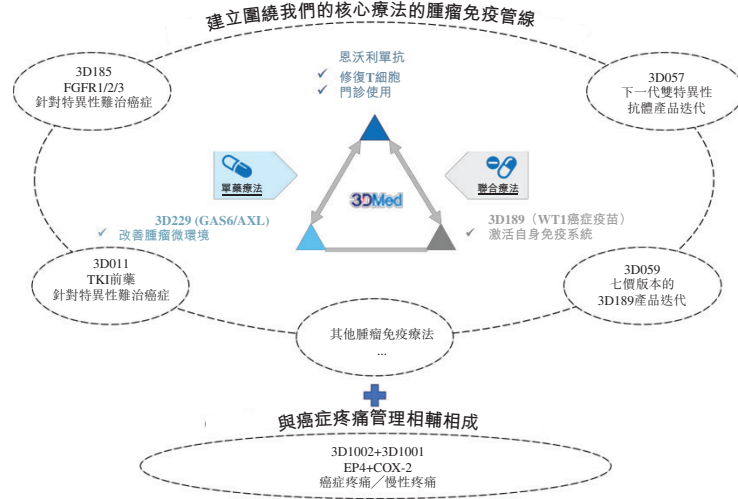 建立圍繞我們的核心療法的腫瘤免疫管線
3D185
FGFR1/2/3
針對特異性難治癌症
恩沃利單抗
✓ 修復T細胞
✓ 門診使用
3D057
下一代雙特異性
抗體產品迭代
單藥療法
3DMed
聯合療法
3D229 (GAS6/AXL)
✓ 改善腫瘤微環境
3D189（WT1癌症疫苗）
✓ 激活自身免疫系統
3D011
TKI前藥
針對特異性難治癌症
3D059
七價版本的
3D189產品迭代
其他腫瘤免疫療法
...
與癌症疼痛管理相輔相成
3D1002+3D1001
EP4+COX-2
癌症疼痛／慢性疼痛